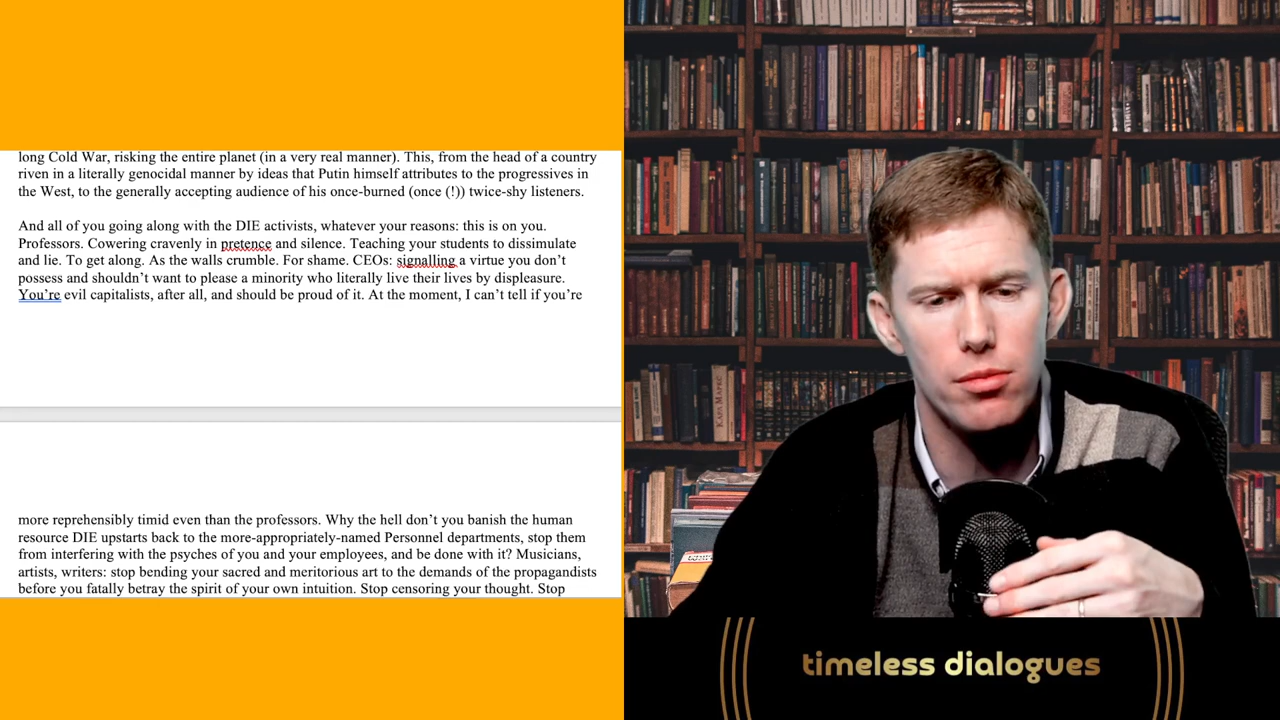 long Cold War, risking the entire planet (in a very real manner). This, from the head of a country
riven in a literally genocidal manner by ideas that Putin himself attributes to the progressives in
the West, to the generally accepting audience of his once-burned (once (!)) twice-shy listeners.
And all of you going along with the DIE activists, whatever your reasons: this is on you.
Professors. Cowering cravenly in pretence and silence. Teaching your students to dissimulate
and lie. To get along. As the walls crumble. For shame. CEOs: signalling a virtue you don’t
possess and shouldn’t want to please a minority who literally live their lives by displeasure.
You’re evil capitalists, after all, and should be proud of it. At the moment, I can’t tell if you’re
more reprehensibly timid even than the professors. Why the hell don’t you banish the human
resource DIE upstarts back to the more-appropriately-named Personnel departments, stop them
from interfering with the psyches of you and your employees, and be done with it? Musicians,
artists, writers: stop bending your sacred and meritorious art to the demands of the propagandists
before you fatally betray the spirit of your own intuition. Stop censoring your thought. Stop
КАРЛ МАРКС
timeless dialogues